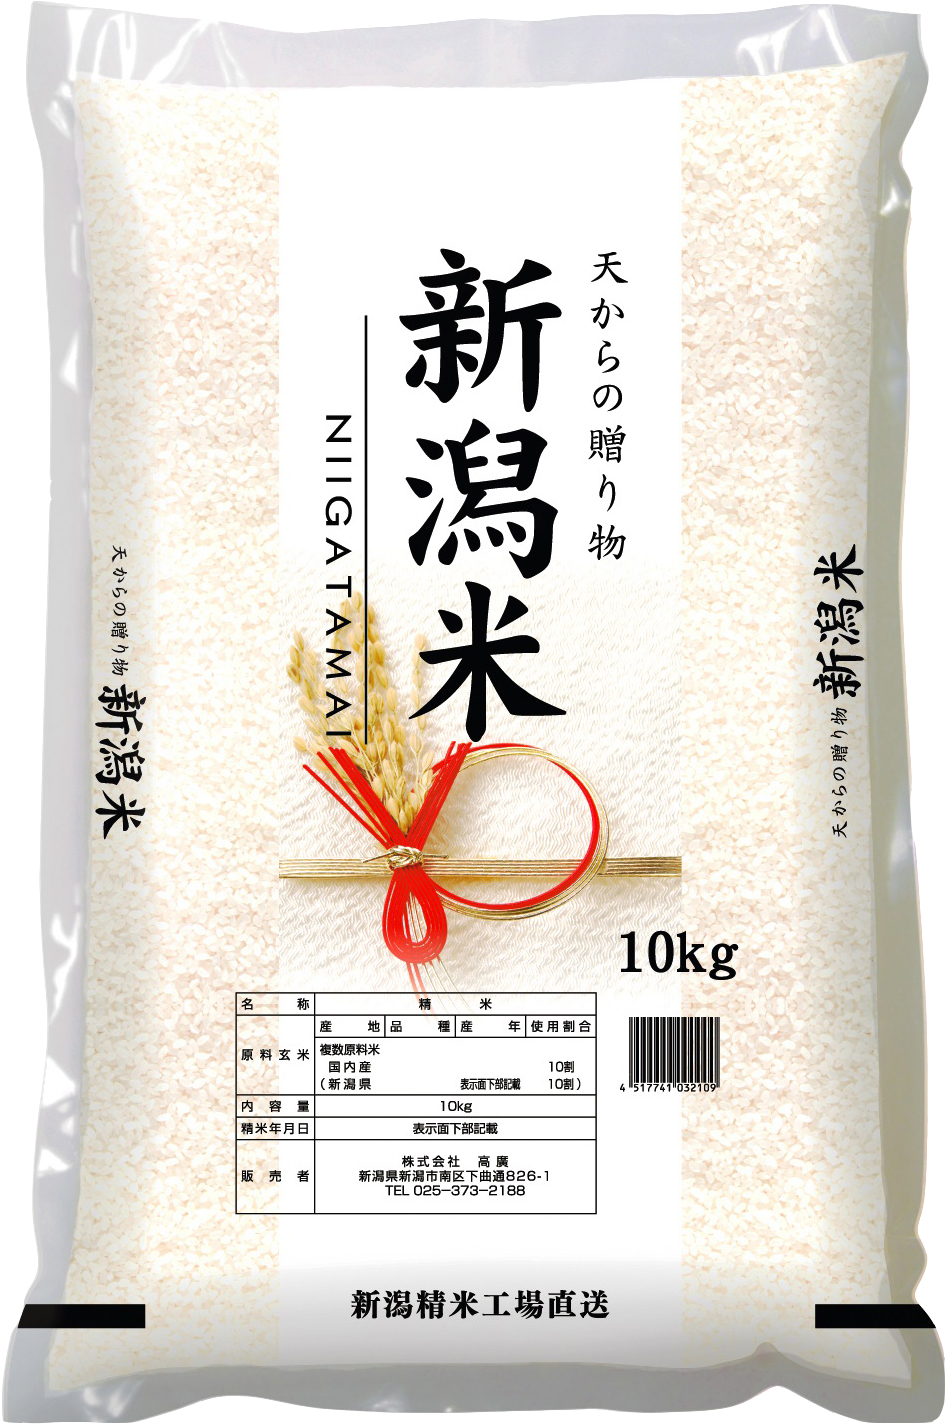 天からの贈り物
新潟米
NIIGATAMAI
天からの贈り物 新潟米
天からの贈り物 新潟米
10kg
名称 精米
原料玄米 産地 品種 産年 使用割合
複数原料米
国内産 10割
(新潟県 表示面下部記載 10割)
内容量 10kg
精米年月日 表示面下部記載
販売者 株式会社 高廣
新潟県新潟市南区下曲通826-1
TEL 025-373-2188
4 517741 032109
新潟精米工場直送